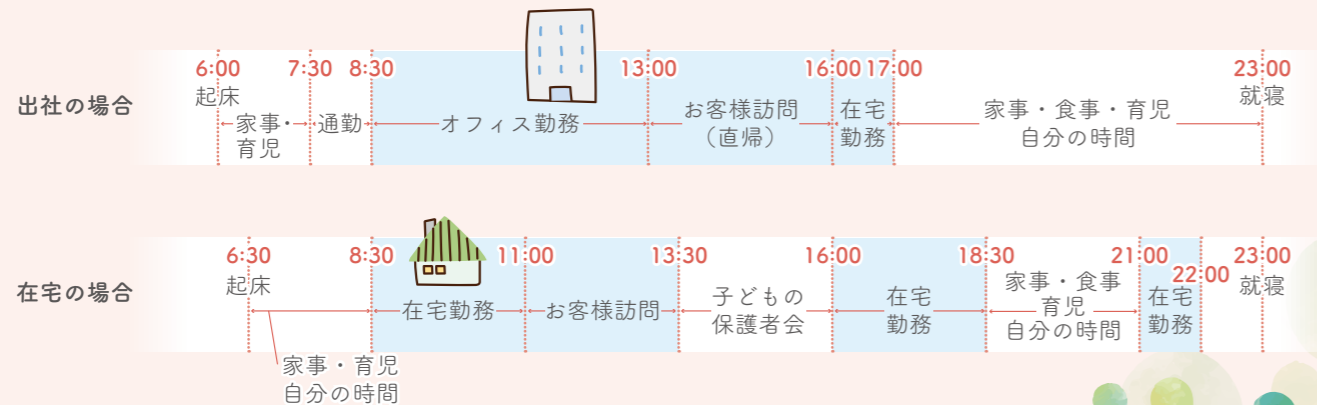 出社の場合
6:00
起床
家事・
育児
7:30
通勤
8:30
オフィス勤務
13:00
お客様訪問
（直帰）
16:00
在宅
勤務
17:00
家事・食事・育児
自分の時間
23:00
就寝
在宅の場合
6:30
起床
家事・育児
自分の時間
8:30
在宅勤務
11:00
お客様訪問
13:30
子どもの
保護者会
16:00
在宅
勤務
18:30
家事・食事
育児
自分の時間
21:00
在宅
勤務
22:00
23:00
就寝